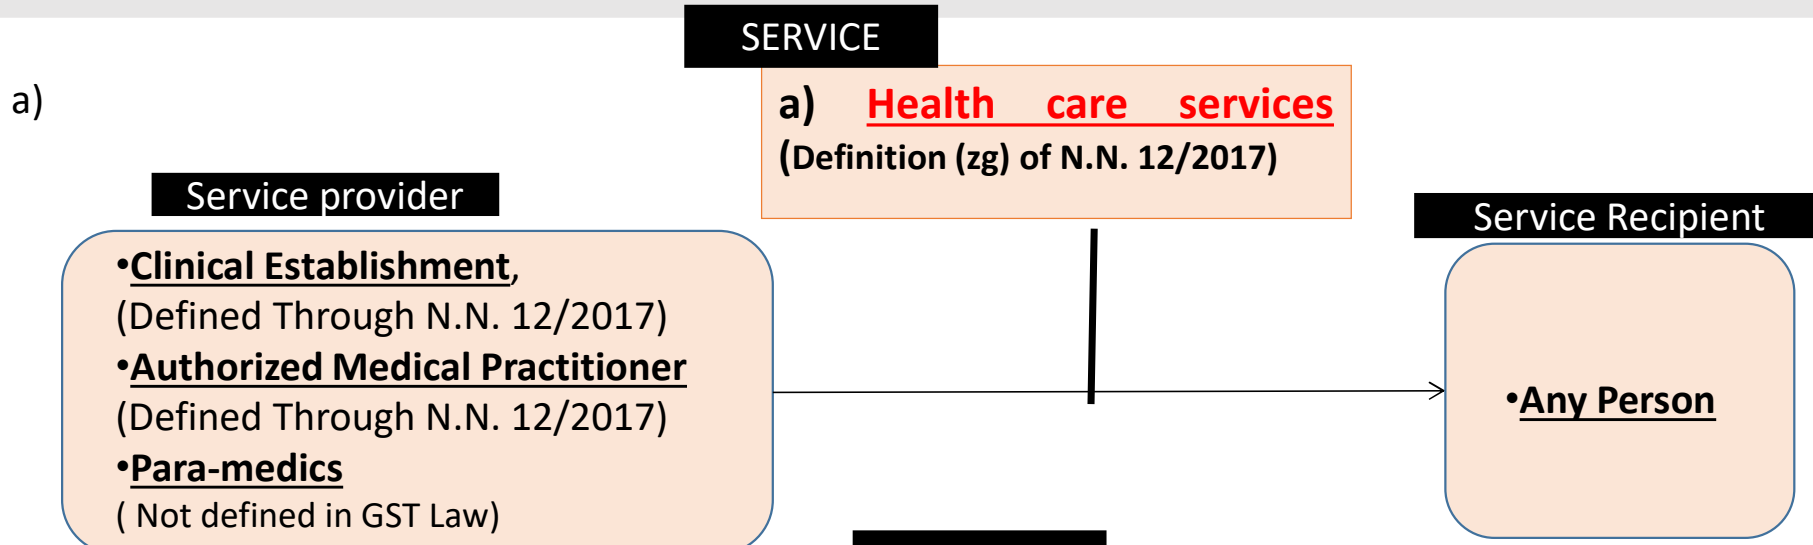 SERVICE
a)
a) Health care services
(Definition (zg) of N.N. 12/2017)
Service provider
•Clinical Establishment,
(Defined Through N.N. 12/2017)
•Authorized Medical Practitioner
(Defined Through N.N. 12/2017)
•Para-medics
( Not defined in GST Law)
Service Recipient
•Any Person